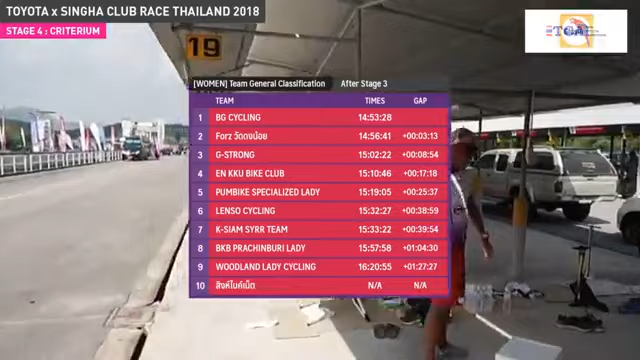 TOYOTA x SINGHA CLUB RACE THAILAND 2018
STAGE 4 : CRITERIUM
TCA
19
[WOMEN] Team General Classification After Stage 3
TEAM TIMES GAP
1 BG CYCLING 14:53:28
2 Forz วัดดงน้อย 14:56:41 +00:03:13
3 G-STRONG 15:02:22 +00:08:54
4 EN KKU BIKE CLUB 15:10:46 +00:17:18
5 PUMBIKE SPECIALIZED LADY 15:19:05 +00:25:37
6 LENSO CYCLING 15:32:27 +00:38:59
7 K-SIAM SYRR TEAM 15:33:22 +00:39:54
8 BKB PRACHINBURI LADY 15:57:58 +01:04:30
9 WOODLAND LADY CYCLING 16:20:55 +01:27:27
10 สิงห์ไบค์เน็ต N/A N/A